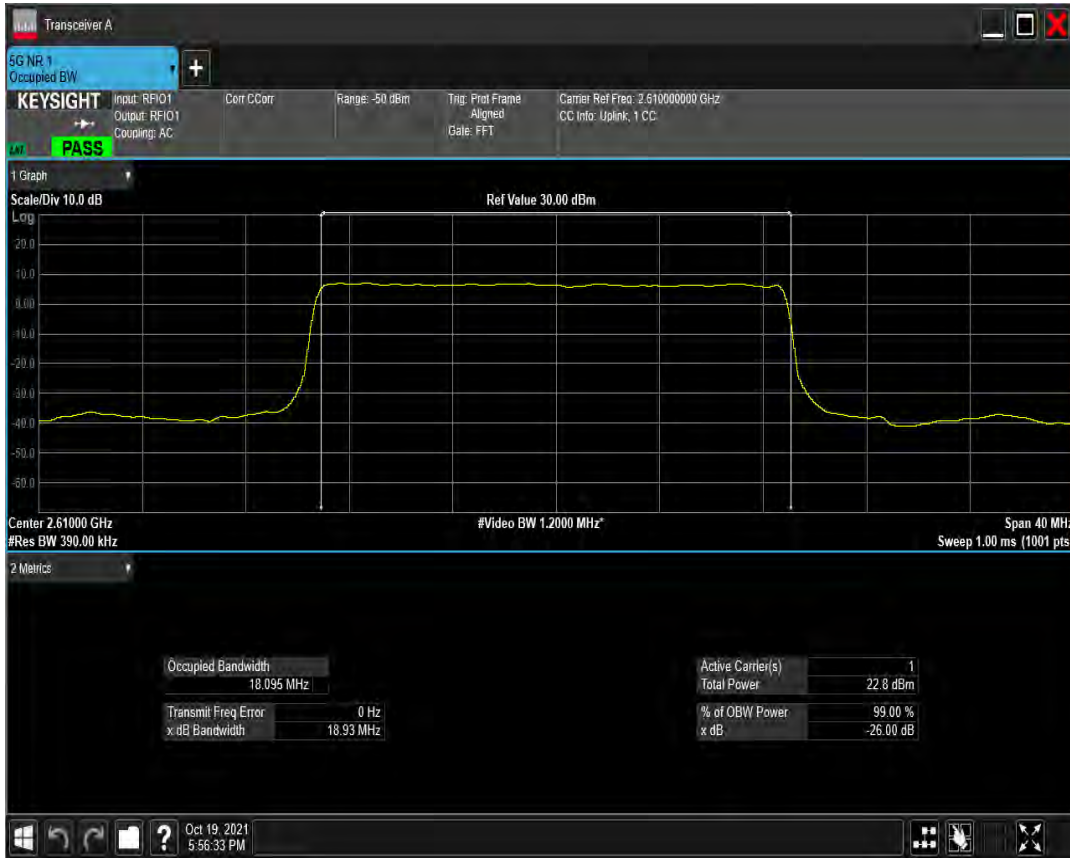 Transceiver A
5G NR 1
Occupied BW
+
KEYSIGHT
Input: RFIO1
Output: RFIO1
Coupling: AC
Corr CCorr
Range: -50 dBm
Trig: Prot Frame
Aligned
Gate: FFT
Carrier Ref Freq: 2.610000000 GHz
CC Info: Uplink, 1 CC
PASS
1 Graph
Scale/Div 10.0 dB
Ref Value 30.00 dBm
Log
20.0
10.0
0.00
-10.0
-20.0
-30.0
-40.0
-50.0
-60.0
Center 2.61000 GHz
#Video BW 1.2000 MHz*
Span 40 MHz
#Res BW 390.00 kHz
Sweep 1.00 ms (1001 pts
2 Metrics
Occupied Bandwidth
18.095 MHz
Transmit Freq Error 0 Hz
x dB Bandwidth 18.93 MHz
Active Carrier(s) 1
Total Power 22.8 dBm
% of OBW Power 99.00 %
x dB -26.00 dB
?
Oct 19, 2021
5:56:33 PM